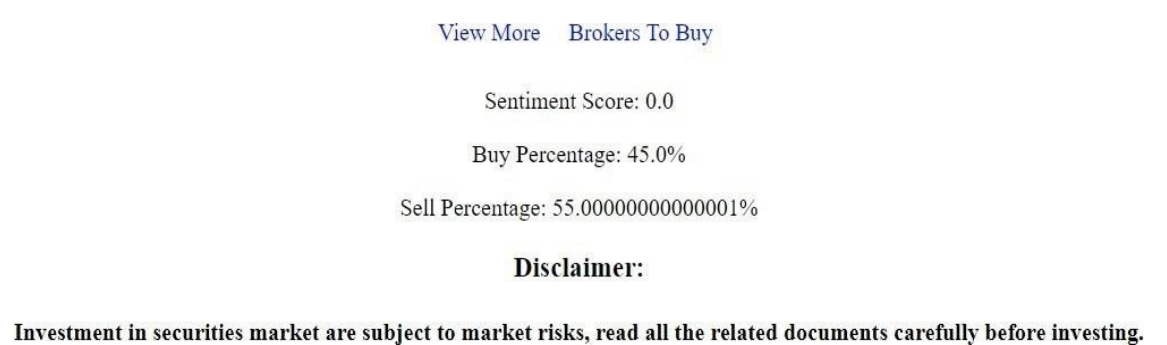 View More Brokers To Buy
Sentiment Score: 0.0
Buy Percentage: 45.0%
Sell Percentage: 55.00000000000001%
Disclaimer:
Investment in securities market are subject to market risks, read all the related documents carefully before investing.